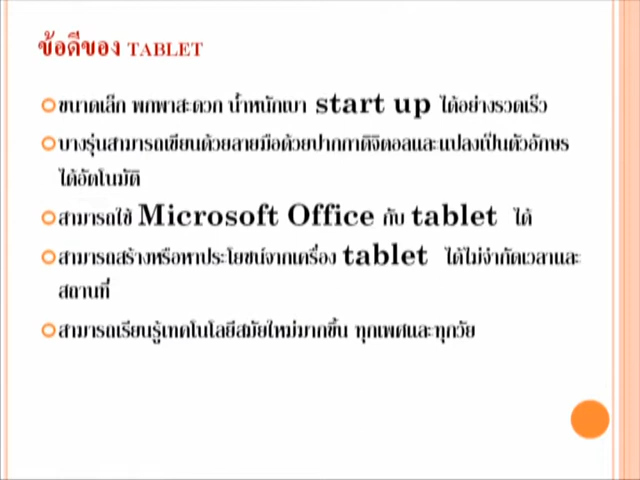 ข้อดีของ TABLET
ขนาดเล็ก พกพาสะดวก น้ำหนักเบา start up ได้อย่างรวดเร็ว
บางรุ่นสามารถเขียนด้วยลายมือด้วยปากกาดิจิตอลและแปลงเป็นตัวอักษร
ได้อัตโนมัติ
สามารถใช้ Microsoft Office กับ tablet ได้
สามารถสร้างหรือหาประโยชน์จากเครื่อง tablet ได้ไม่จำกัดเวลาและ
สถานที่
สามารถเรียนรู้เทคโนโลยีสมัยใหม่มากขึ้น ทุกเพศและทุกวัย